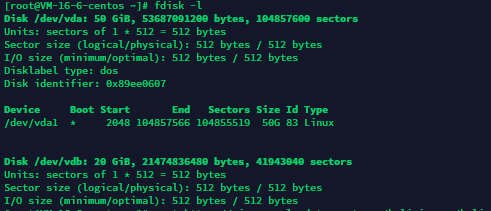 [root@VM-16-G-centos ~]# fdisk -l
Disk /dev/vda: 50 GiB, 53687091200 bytes, 104857600 sectors
Units: sectors of 1 * 512 = 512 bytes
Sector size (logical/physical): 512 bytes / 512 bytes
I/O size (minimum/optimal): 512 bytes / 512 bytes
Disklabel type: dos
Disk identifier: 0x89ee0607
Device     Boot Start       End   Sectors Size Id Type
/dev/vda1  *     2048 104857566 104855519  50G 83 Linux
Disk /dev/vdb: 20 GiB, 21474836480 bytes, 41943040 sectors
Units: sectors of 1 * 512 = 512 bytes
Sector size (logical/physical): 512 bytes / 512 bytes
I/O size (minimum/optimal): 512 bytes / 512 bytes